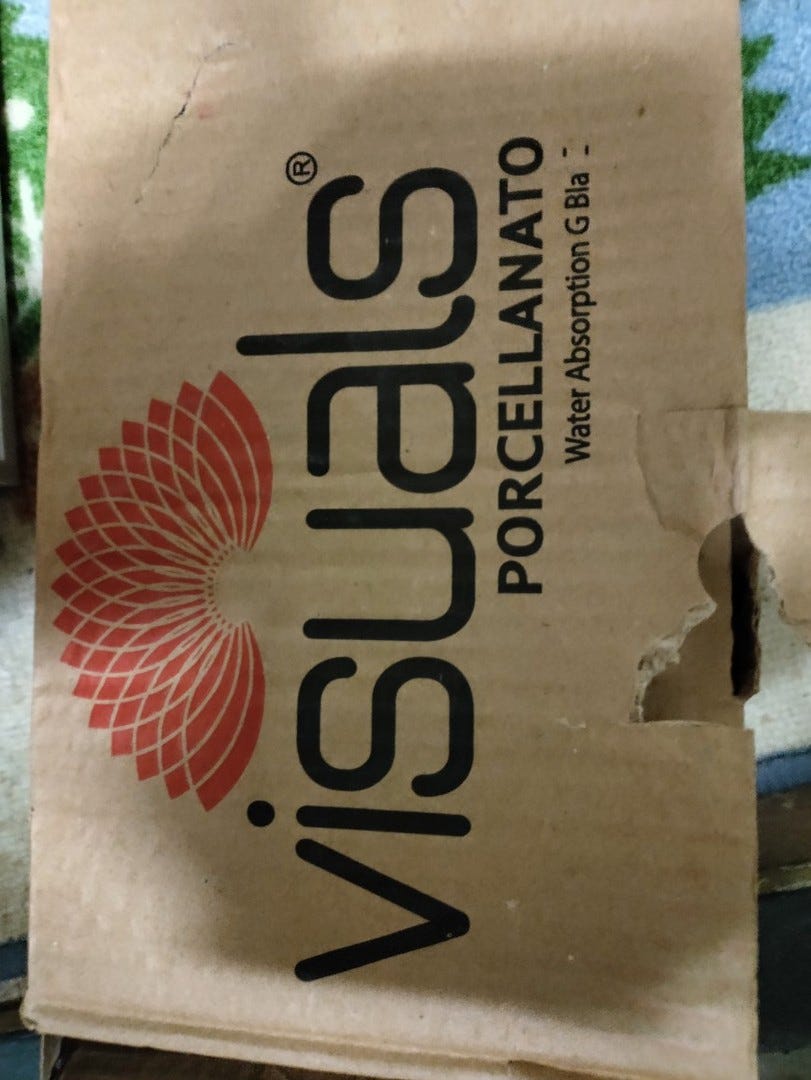 visuals®
PORCELLANATO
Water Absorption G Bla